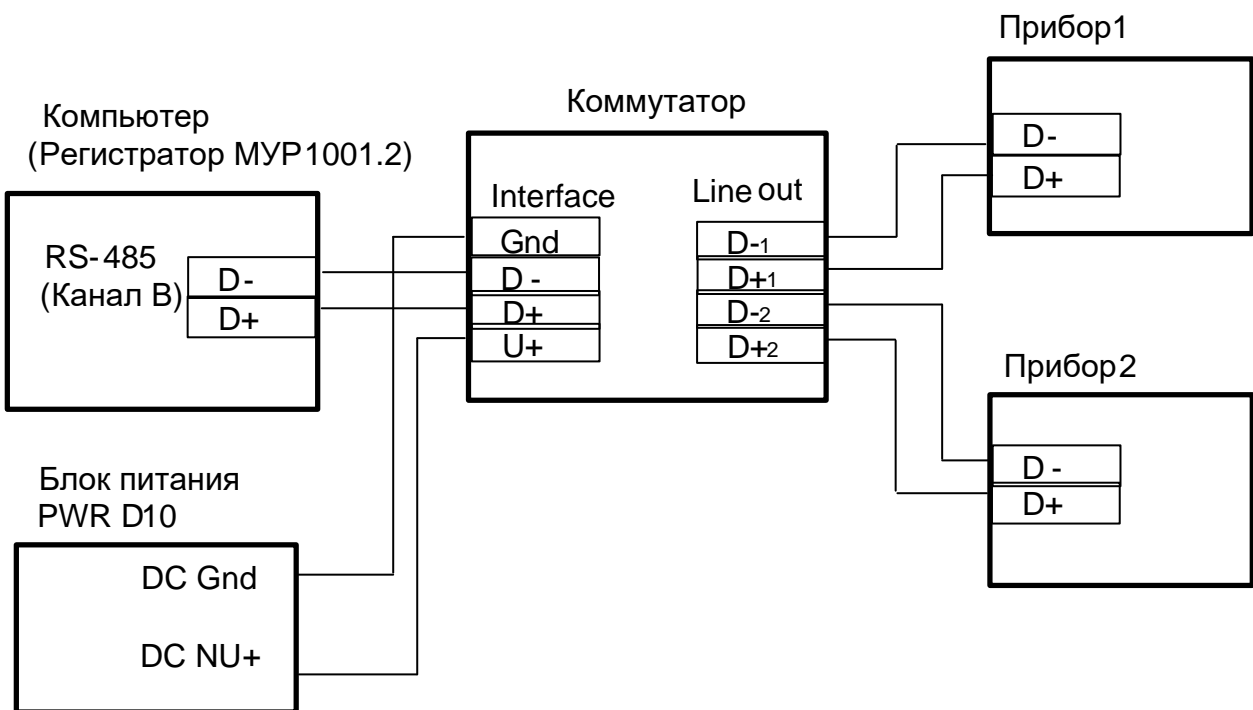 Компьютер
(Регистратор МУР1001.2)
RS-485
(Канал В)
D-
D+
Блок питания
PWR D10
DC Gnd
DC NU+
Коммутатор
Interface
Gnd
D -
D+
U+
Line out
D-1
D+1
D-2
D+2
Прибор1
D-
D+
Прибор2
D -
D+